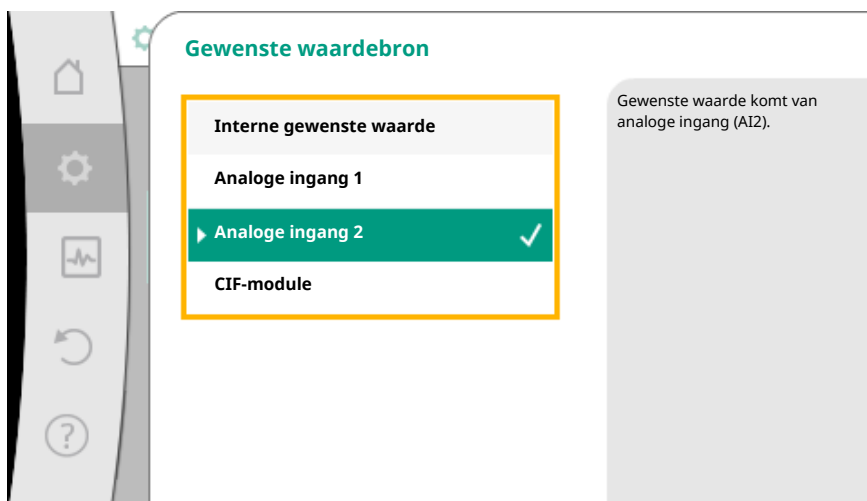 Gewenste waardebron
Interne gewenste waarde
Analoge ingang 1
Analoge ingang 2
CIF-module
Gewenste waarde komt van
analoge ingang (AI2).
?